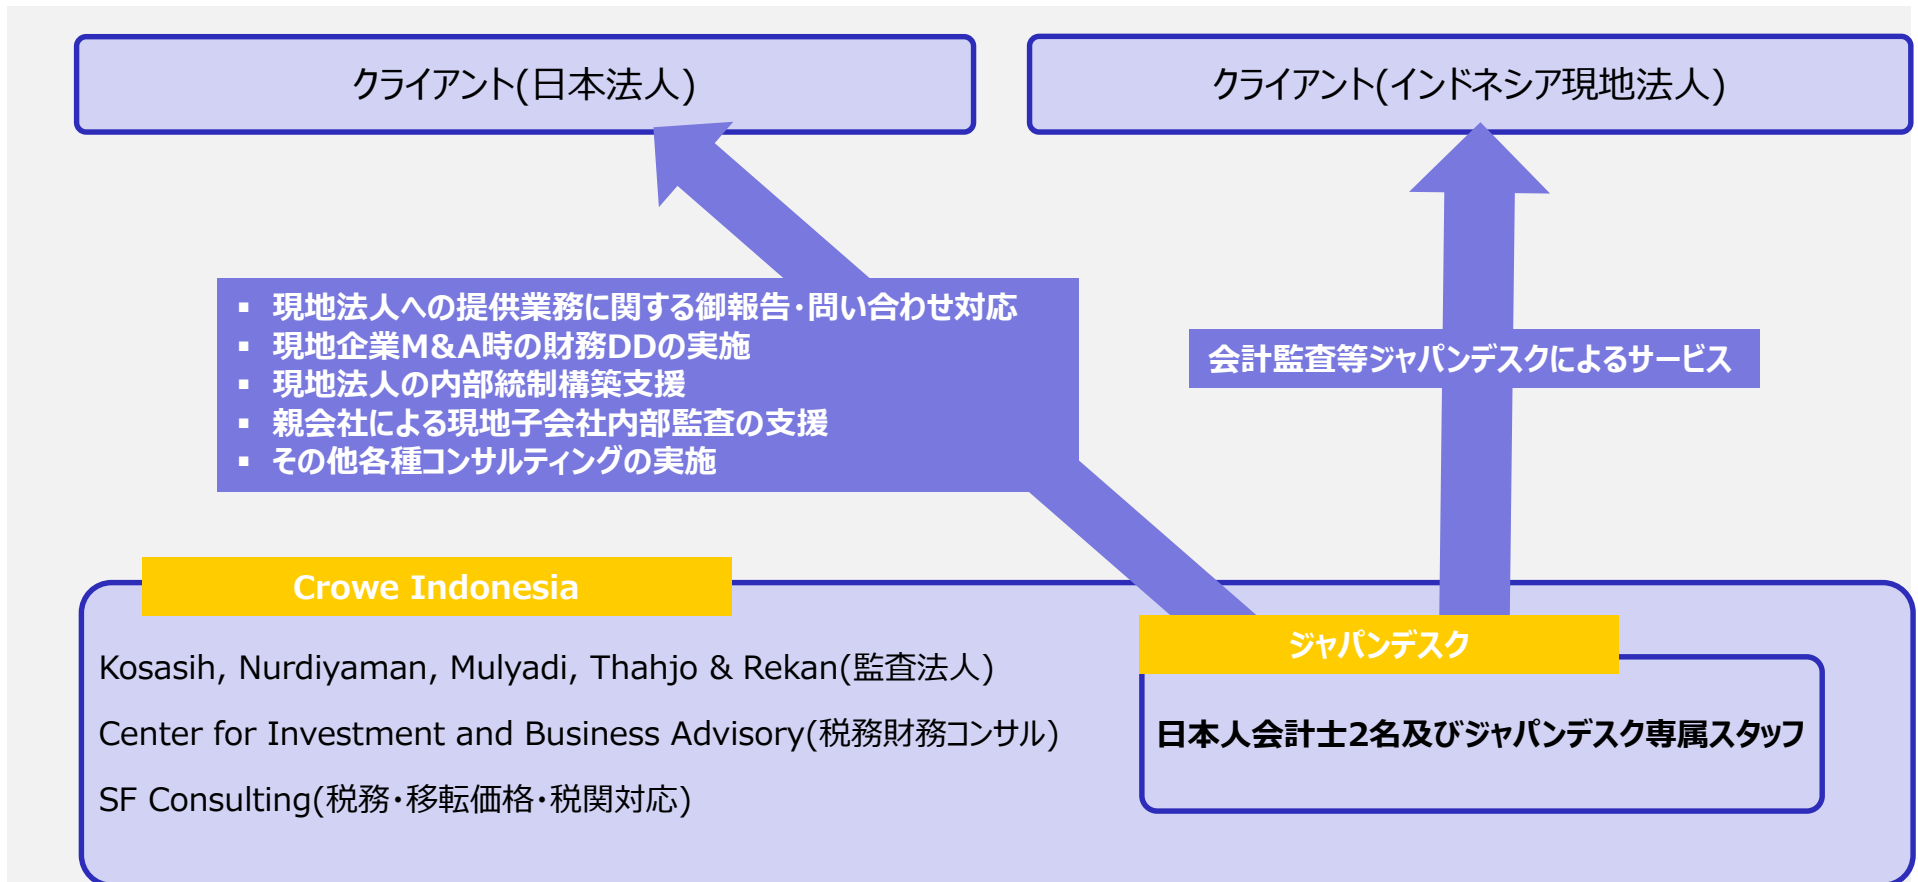 クライアント(日本法人)
クライアント(インドネシア現地法人)
▪ 現地法人への提供業務に関する御報告・問い合わせ対応
▪ 現地企業M&A時の財務DDの実施
▪ 現地法人の内部統制構築支援
▪ 親会社による現地子会社内部監査の支援
▪ その他各種コンサルティングの実施
会計監査等ジャパンデスクによるサービス
Crowe Indonesia
Kosasih, Nurdiyaman, Mulyadi, Thahjo & Rekan(監査法人)
Center for Investment and Business Advisory(税務財務コンサル)
SF Consulting(税務・移転価格・税関対応)
ジャパンデスク
日本人会計士2名及びジャパンデスク専属スタッフ